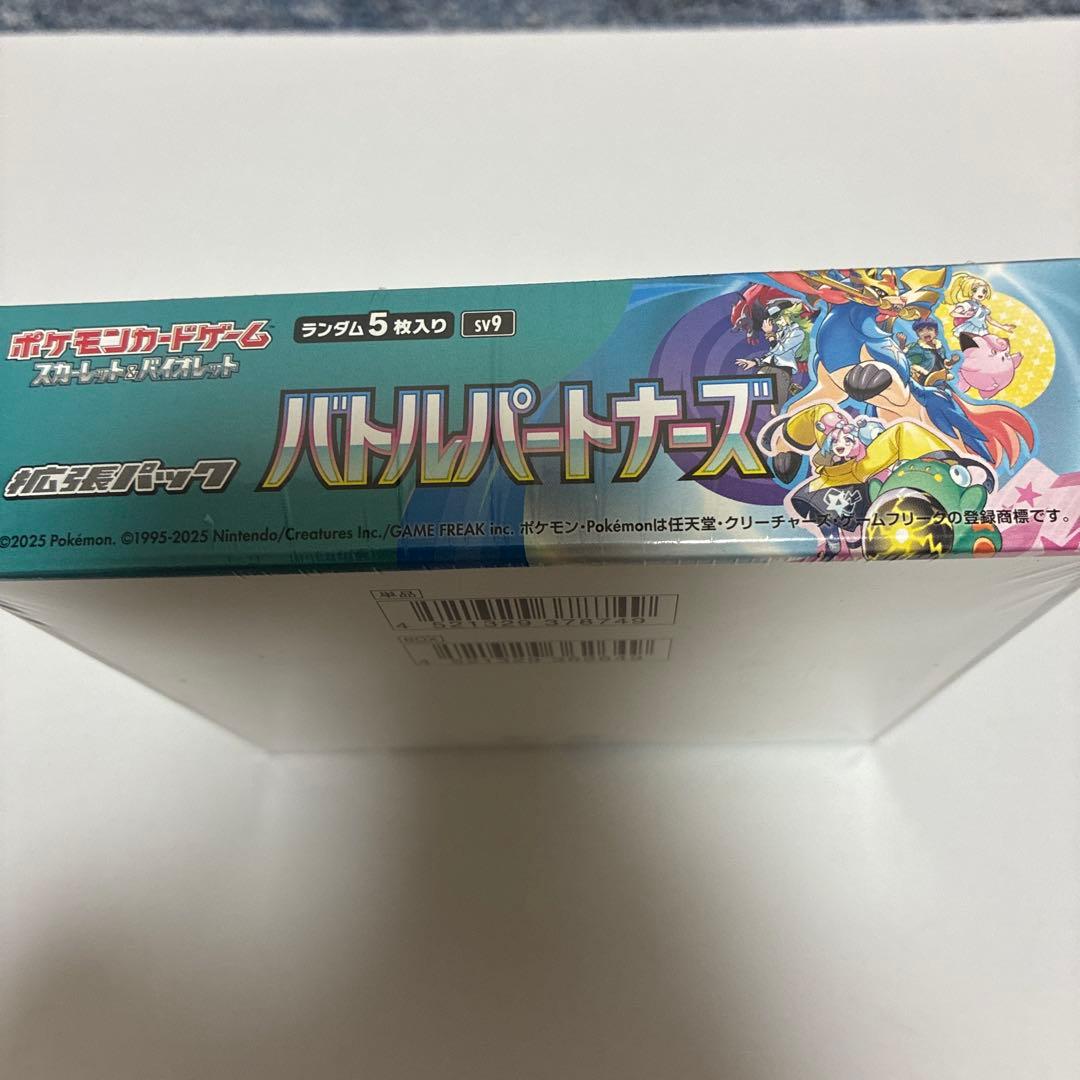 ポケモンカードゲーム
スカーレット&バイオレット
ランダム5枚入り
SV9
拡張パック
バトルパートナーズ
©2025 Pokémon. ©1995-2025 Nintendo/Creatures Inc./GAME FREAK inc. ポケモン・Pokémonは任天堂・クリーチャーズ・ゲームフリークの登録商標です。
単品
4 521329 378749
BOX
4 521329